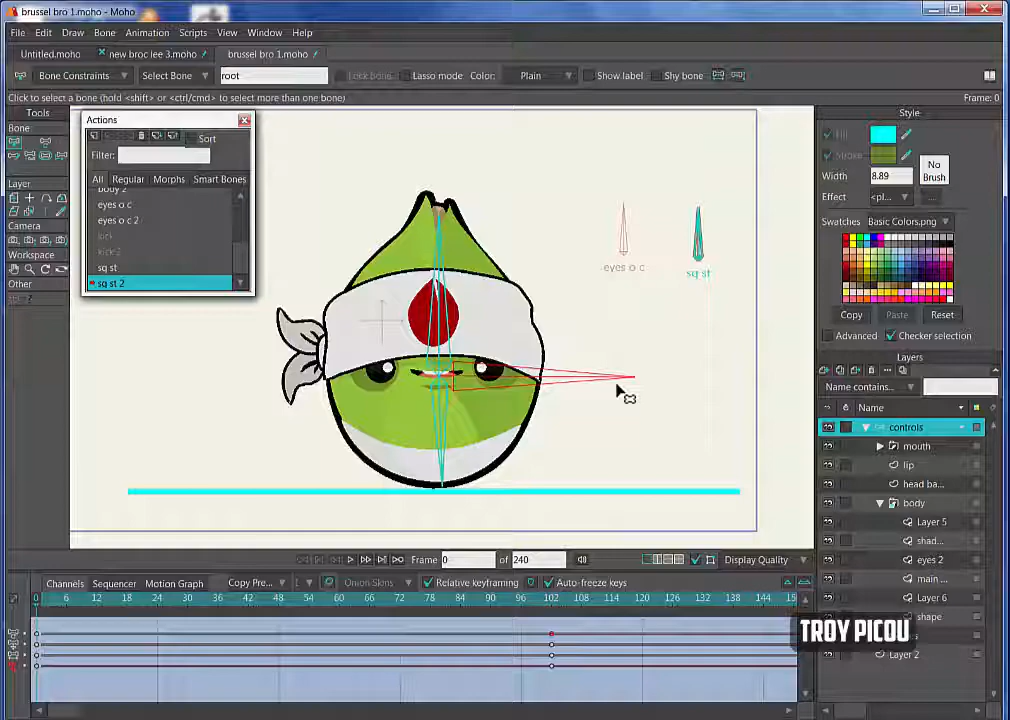 brussel bro 1.moho - Moho
File Edit Draw Bone Animation Scripts View Window Help
Untitled.moho new broc lee 3.moho brussel bro 1.moho
Bone Constraints Select Bone root Lock bone Lasso mode Color: Plain Show label Shy bone
Click to select a bone (hold <shift> or <ctrl/cmd> to select more than one bone) Frame: 0
Tools
Bone
Layer
Camera
Workspace
Other
Actions
Sort
Filter:
All Regular Morphs Smart Bones
body 2
eyes o c
eyes o c 2
kick
kick 2
sq st
sq st 2
eyes o c
sq st
Style
Fill
Stroke
No Brush
Width 8.89
Effect <pl...
Swatches Basic Colors.png
Copy Paste Reset
Advanced Checker selection
Layers
Name contains...
Name
controls
mouth
lip
head ba...
body
Layer 5
shad...
eyes 2
main ...
Layer 6
shape
Layer 2
TROY PICOU
Frame 0 of 240 Display Quality
Channels Sequencer Motion Graph Copy Pre... 1 Onion Skins Relative keyframing Auto-freeze keys
0 6 12 18 24 30 36 42 48 54 60 66 72 78 84 90 96 102 108 114 120 126 132 138 144 15